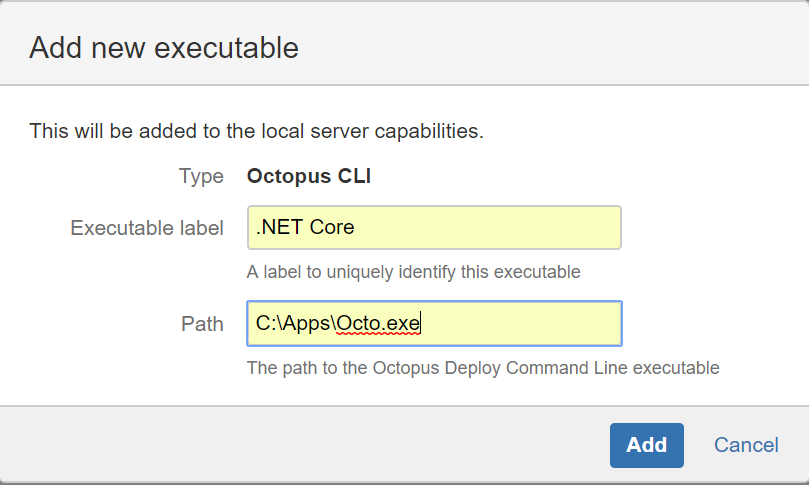 Add new executable
This will be added to the local server capabilities.
Type Octopus CLI
Executable label .NET Core
A label to uniquely identify this executable
Path C:\Apps\Octo.exe
The path to the Octopus Deploy Command Line executable
Add Cancel